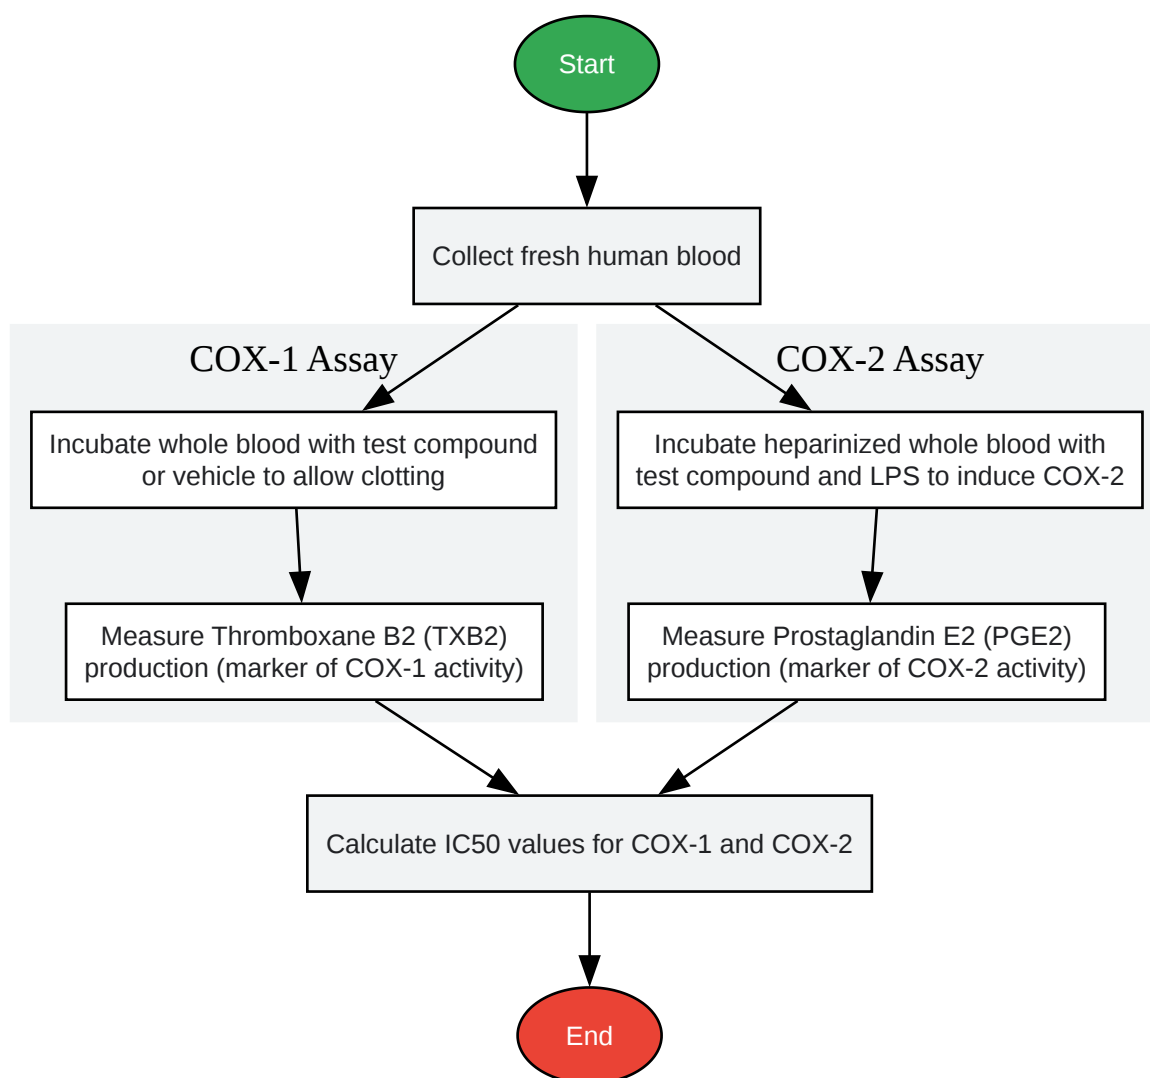 Start
Collect fresh human blood
COX-1 Assay
Incubate whole blood with test compound
or vehicle to allow clotting
Measure Thromboxane B2 (TXB2)
production (marker of COX-1 activity)
COX-2 Assay
Incubate heparinized whole blood with
test compound and LPS to induce COX-2
Measure Prostaglandin E2 (PGE2)
production (marker of COX-2 activity)
Calculate IC50 values for COX-1 and COX-2
End